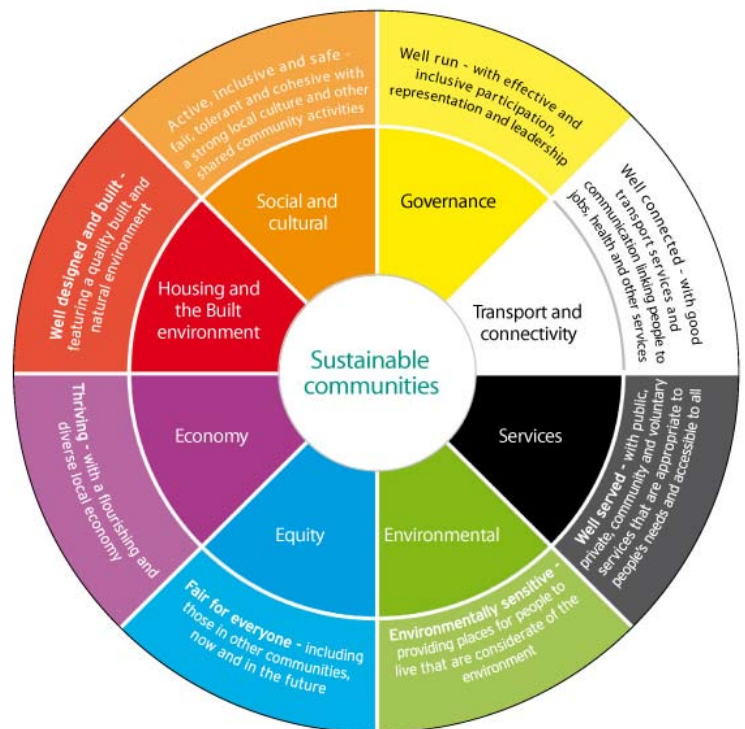 Sustainable
communities
Governance
Well run - with effective and
inclusive participation,
representation and leadership
Transport and
connectivity
Well connected - with good
transport services and
communication linking people to
jobs, health and other services
Services
Well served - with public,
private, community and voluntary
services that are appropriate to
people's needs and accessible to all
Environmental
Environmentally sensitive -
providing places for people to
live that are considerate of the
environment
Equity
Fair for everyone - including
those in other communities,
now and in the future
Economy
Thriving - with a flourishing and
diverse local economy
Housing and
the Built
environment
Well designed and built -
featuring a quality built and
natural environment
Social and
cultural
Active, inclusive and safe -
fair, tolerant and cohesive with
a strong local culture and other
shared community activities